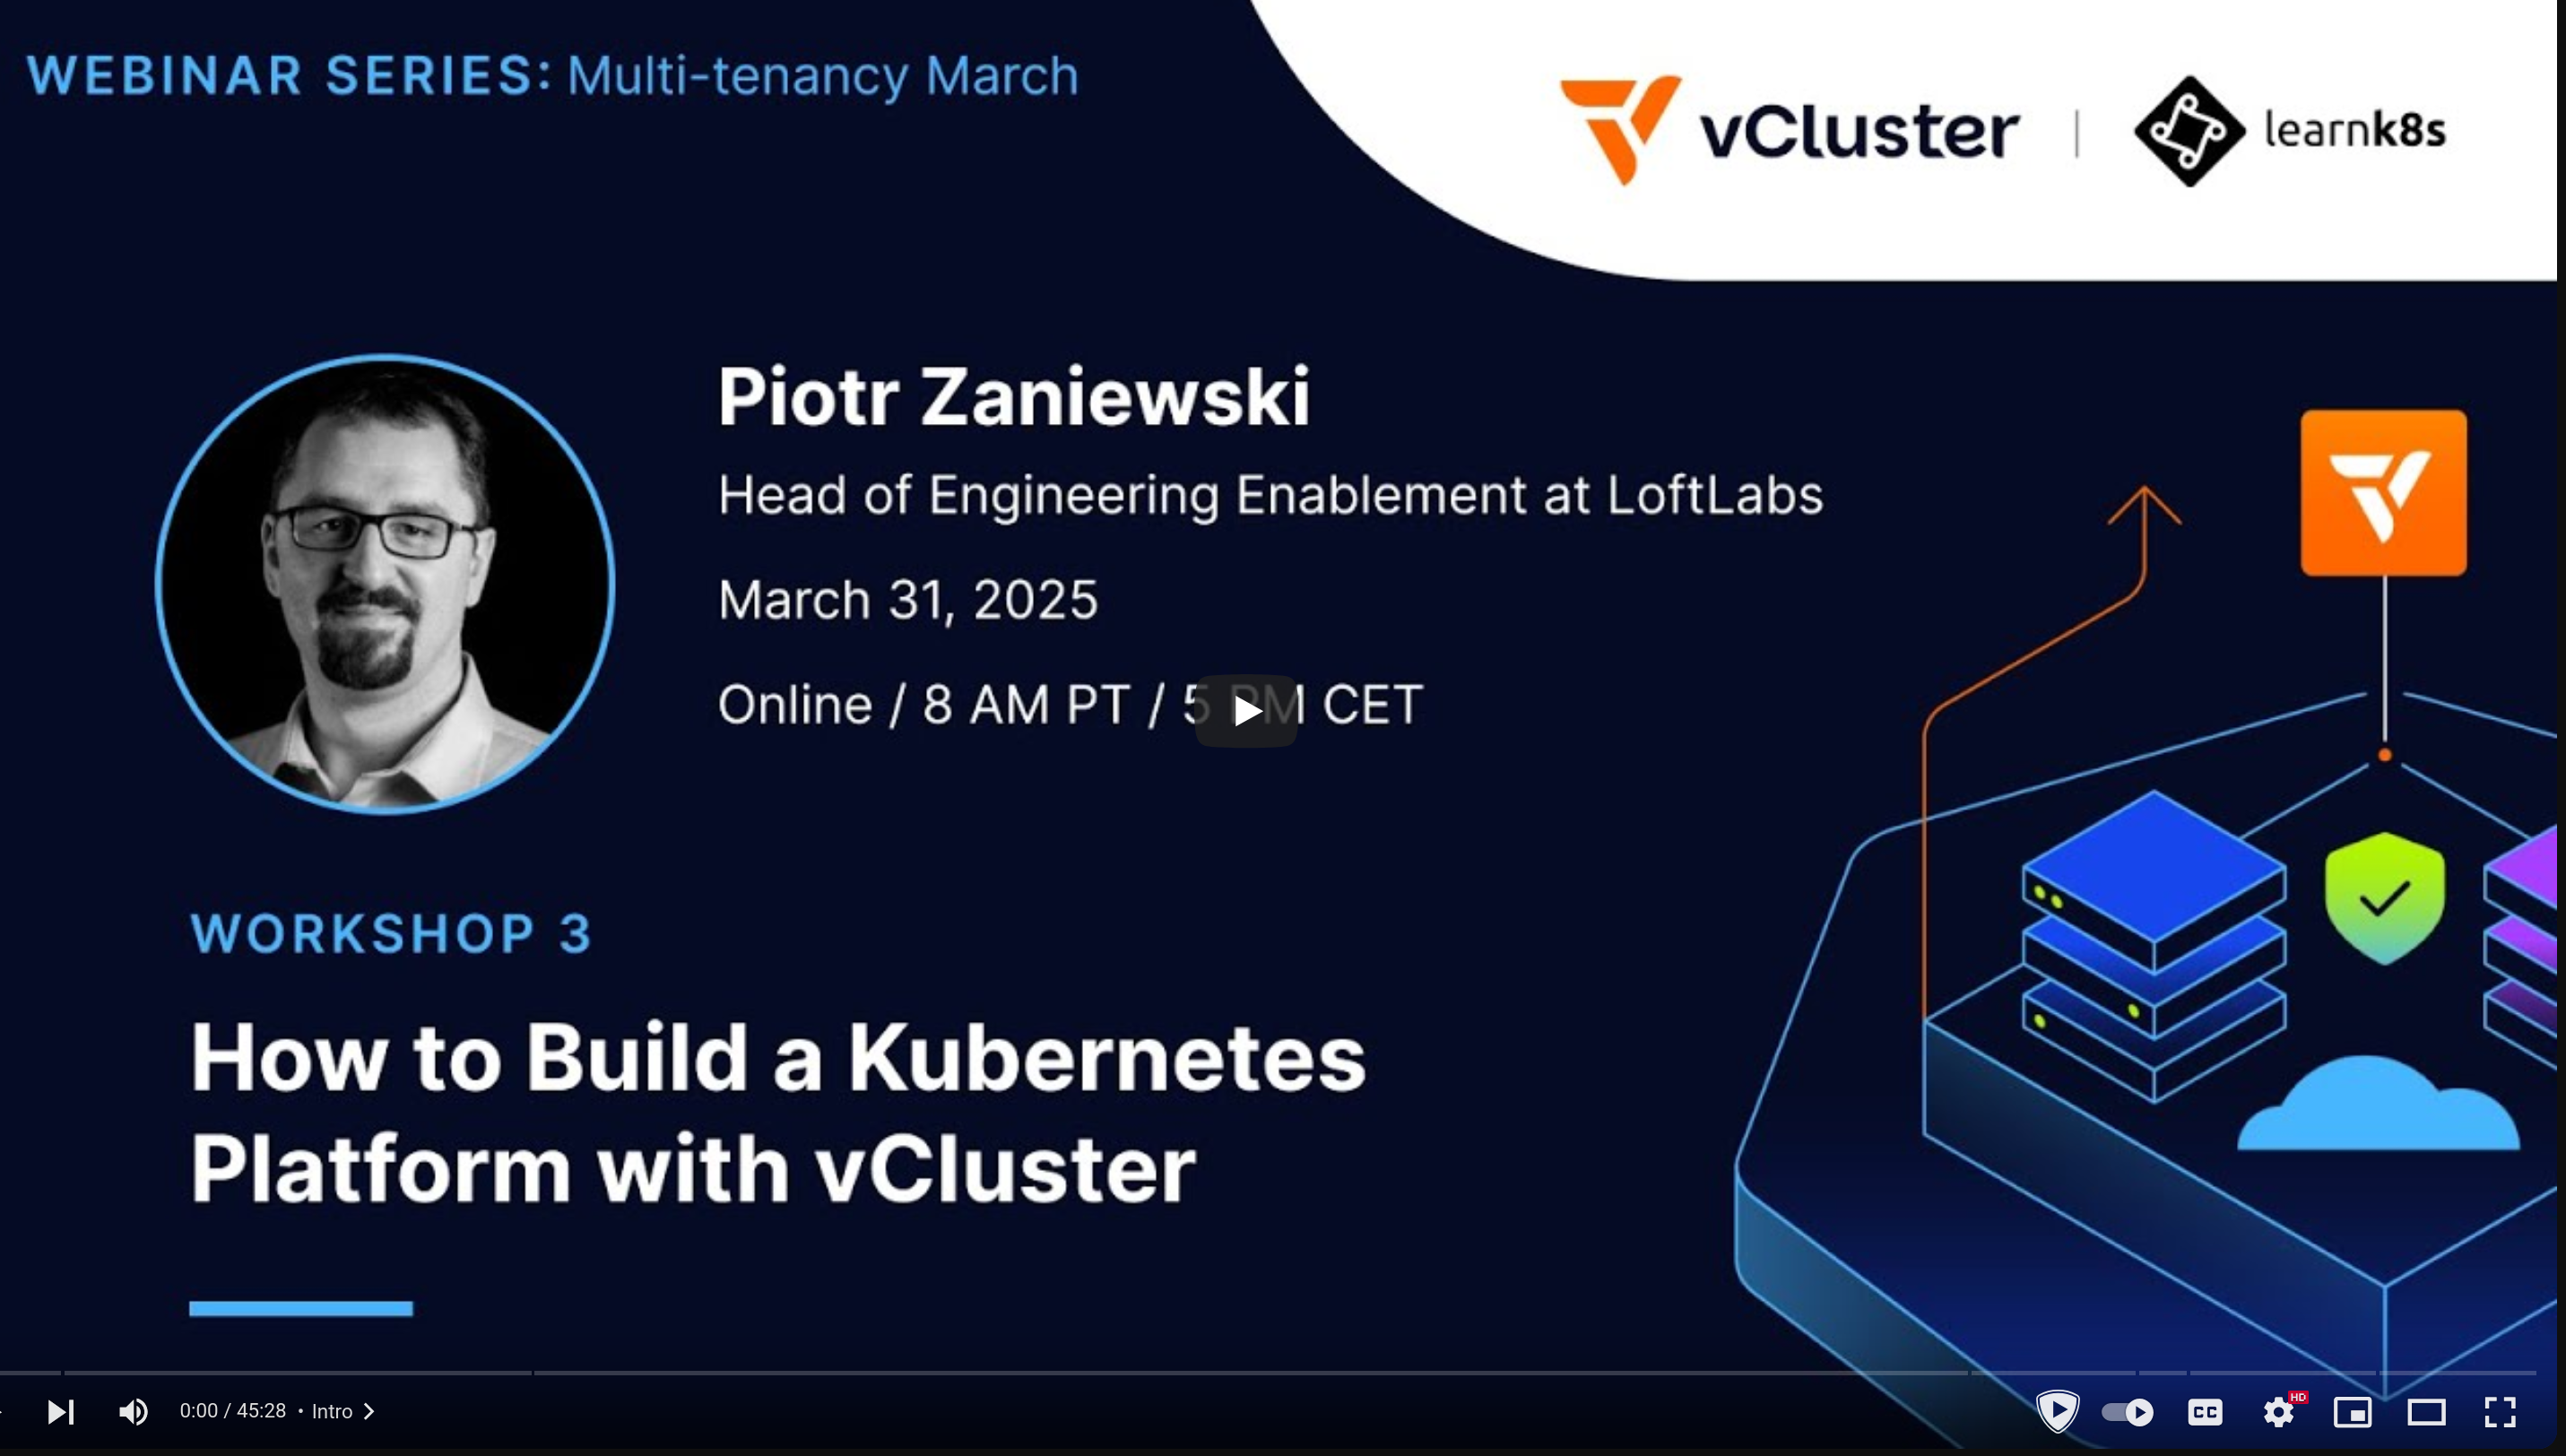 WEBINAR SERIES: Multi-tenancy March
vCluster | learnk8s
Piotr Zaniewski
Head of Engineering Enablement at LoftLabs
March 31, 2025
Online / 8 AM PT / 5 PM CET
WORKSHOP 3
How to Build a Kubernetes
Platform with vCluster
0:00 / 45:28 • Intro
CC
HD